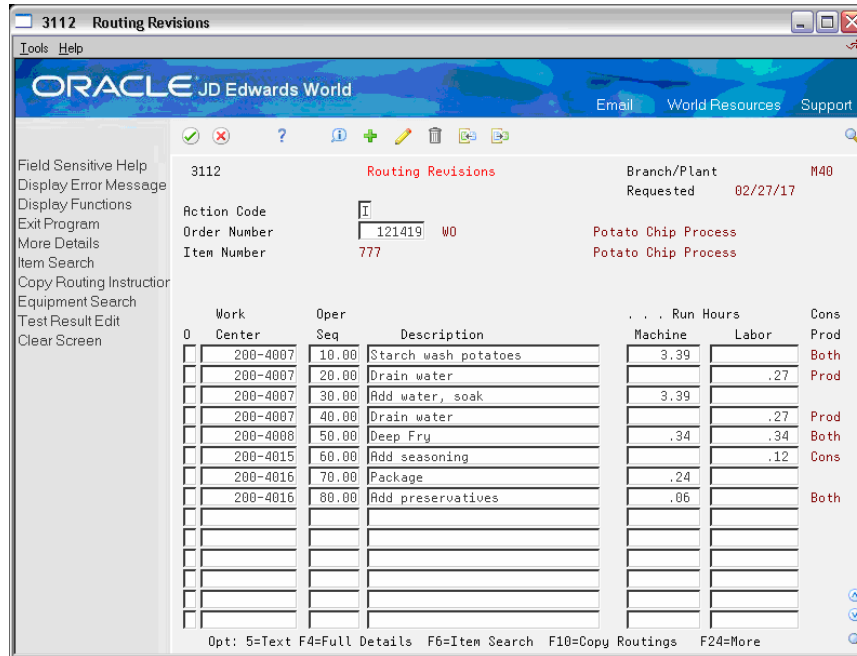 3112 Routing Revisions
Tools Help
ORACLE JD Edwards World
Email World Resources Support
Field Sensitive Help
Display Error Message
Display Functions
Exit Program
More Details
Item Search
Copy Routing Instruction
Equipment Search
Test Result Edit
Clear Screen
3112 Routing Revisions Branch/Plant M40
Requested 02/27/17
Action Code I
Order Number 121419 WO Potato Chip Process
Item Number 777 Potato Chip Process
Work Oper . . . Run Hours Cons
O Center Seq Description Machine Labor Prod
200-4007 10.00 Starch wash potatoes 3.39 Both
200-4007 20.00 Drain water .27 Prod
200-4007 30.00 Add water, soak 3.39
200-4007 40.00 Drain water .27 Prod
200-4008 50.00 Deep Fry .34 .34 Both
200-4015 60.00 Add seasoning .12 Cons
200-4016 70.00 Package .24
200-4016 80.00 Add preservatives .06 Both
Opt: 5=Text F4=Full Details F6=Item Search F10=Copy Routings F24=More